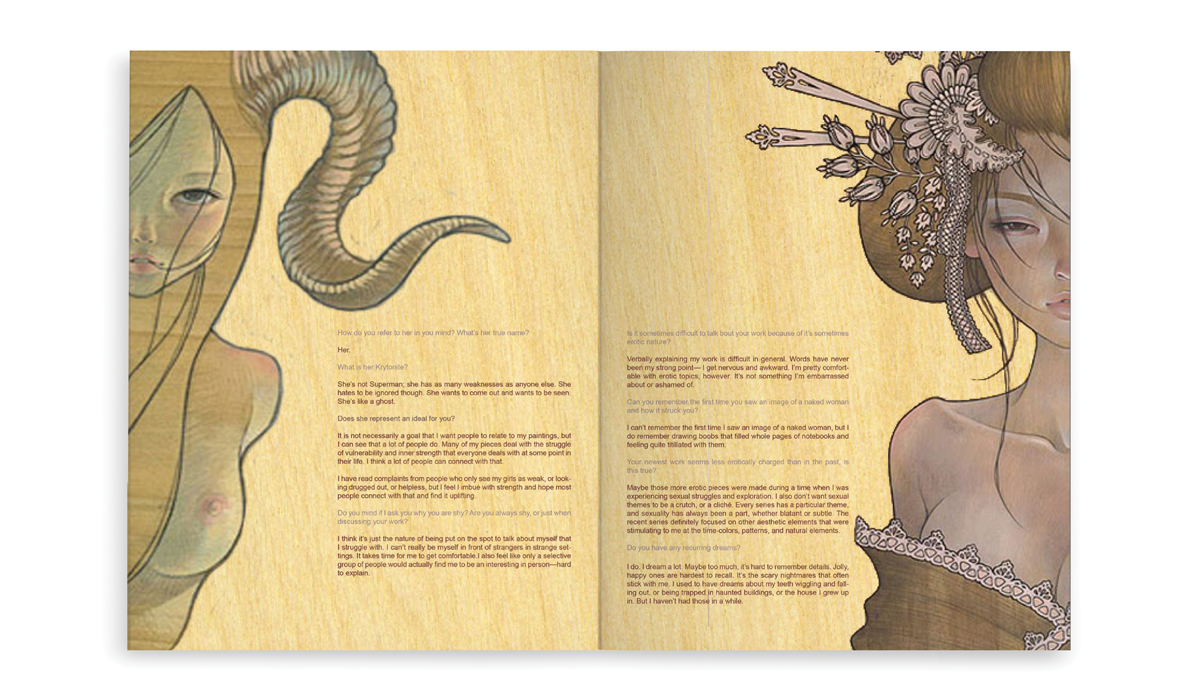 How do you refer to her in you mind? What's her true name?
Her.
What is her Krytonite?
She's not Superman; she has as many weaknesses as anyone else. She
hates to be ignored though. She wants to come out and wants to be seen.
She's like a ghost.
Does she represent an ideal for you?
It is not necessarily a goal that I want people to relate to my paintings, but
I can see that a lot of people do. Many of my pieces deal with the struggle
of vulnerability and inner strength that everyone deals with at some point in
their life. I think a lot of people can connect with that.
I have read complaints from people who only see my girls as weak, or look-
ing drugged out, or helpless, but I feel I imbue with strength and hope most
people connect with that and find it uplifting.
Do you mind if I ask you why you are shy? Are you always shy, or just when
discussing your work?
I think it's just the nature of being put on the spot to talk about myself that
I struggle with. I can't really be myself in front of strangers in strange set-
tings. It takes time for me to get comfortable.I also feel like only a selective
group of people would actually find me to be an interesting in person—hard
to explain.
Is it sometimes difficult to talk bout your work because of it's sometimes
erotic nature?
Verbally explaining my work is difficult in general. Words have never
been my strong point— I get nervous and awkward. I'm pretty comfort-
able with erotic topics, however. It's not something I'm embarrassed
about or ashamed of.
Can you remember the first time you saw an image of a naked woman
and how it struck you?
I can't remember the first time I saw an image of a naked woman, but I
do remember drawing boobs that filled whole pages of notebooks and
feeling quite titillated with them.
Your newest work seems less erotically charged than in the past, is
this true?
Maybe those more erotic pieces were made during a time when I was
experiencing sexual struggles and exploration. I also don't want sexual
themes to be a crutch, or a cliché. Every series has a particular theme,
and sexuality has always been a part, whether blatant or subtle. The
recent series definitely focused on other aesthetic elements that were
stimulating to me at the time-colors, patterns, and natural elements.
Do you have any recurring dreams?
I do. I dream a lot. Maybe too much, it's hard to remember details. Jolly,
happy ones are hardest to recall. It's the scary nightmares that often
stick with me. I used to have dreams about my teeth wiggling and fall-
ing out, or being trapped in haunted buildings, or the house I grew up
in. But I haven't had those in a while.